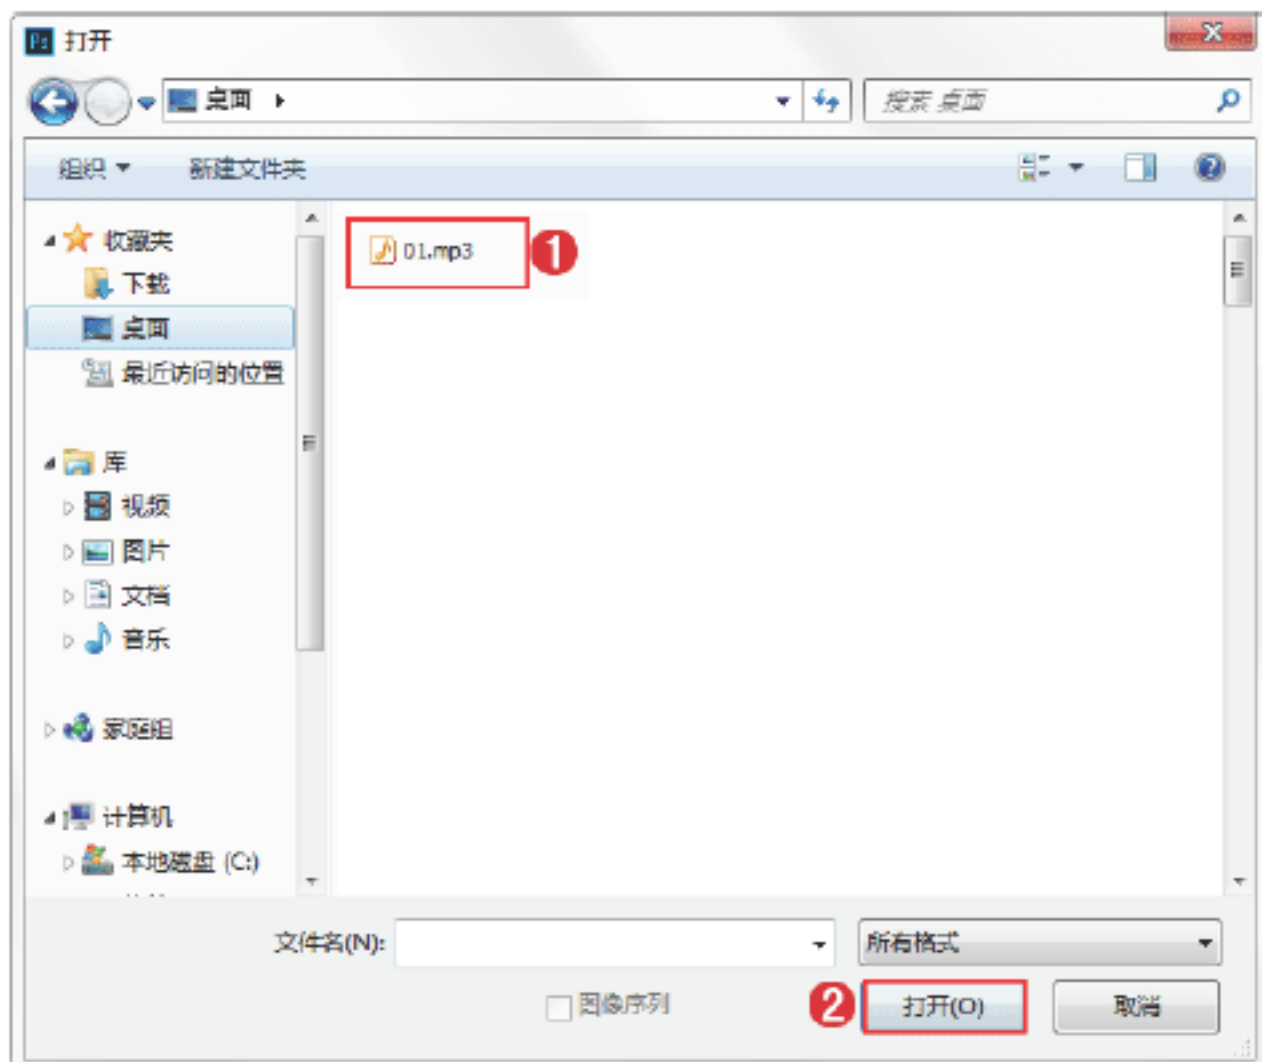 Ps 打开
桌面
搜索 桌面
组织 新建文件夹
收藏夹
下载
桌面
最近访问的位置
库
视频
图片
文档
音乐
家庭组
计算机
本地磁盘 (C:)
01.mp3 1
文件名(N):
所有格式
图像序列
2 打开(O) 取消